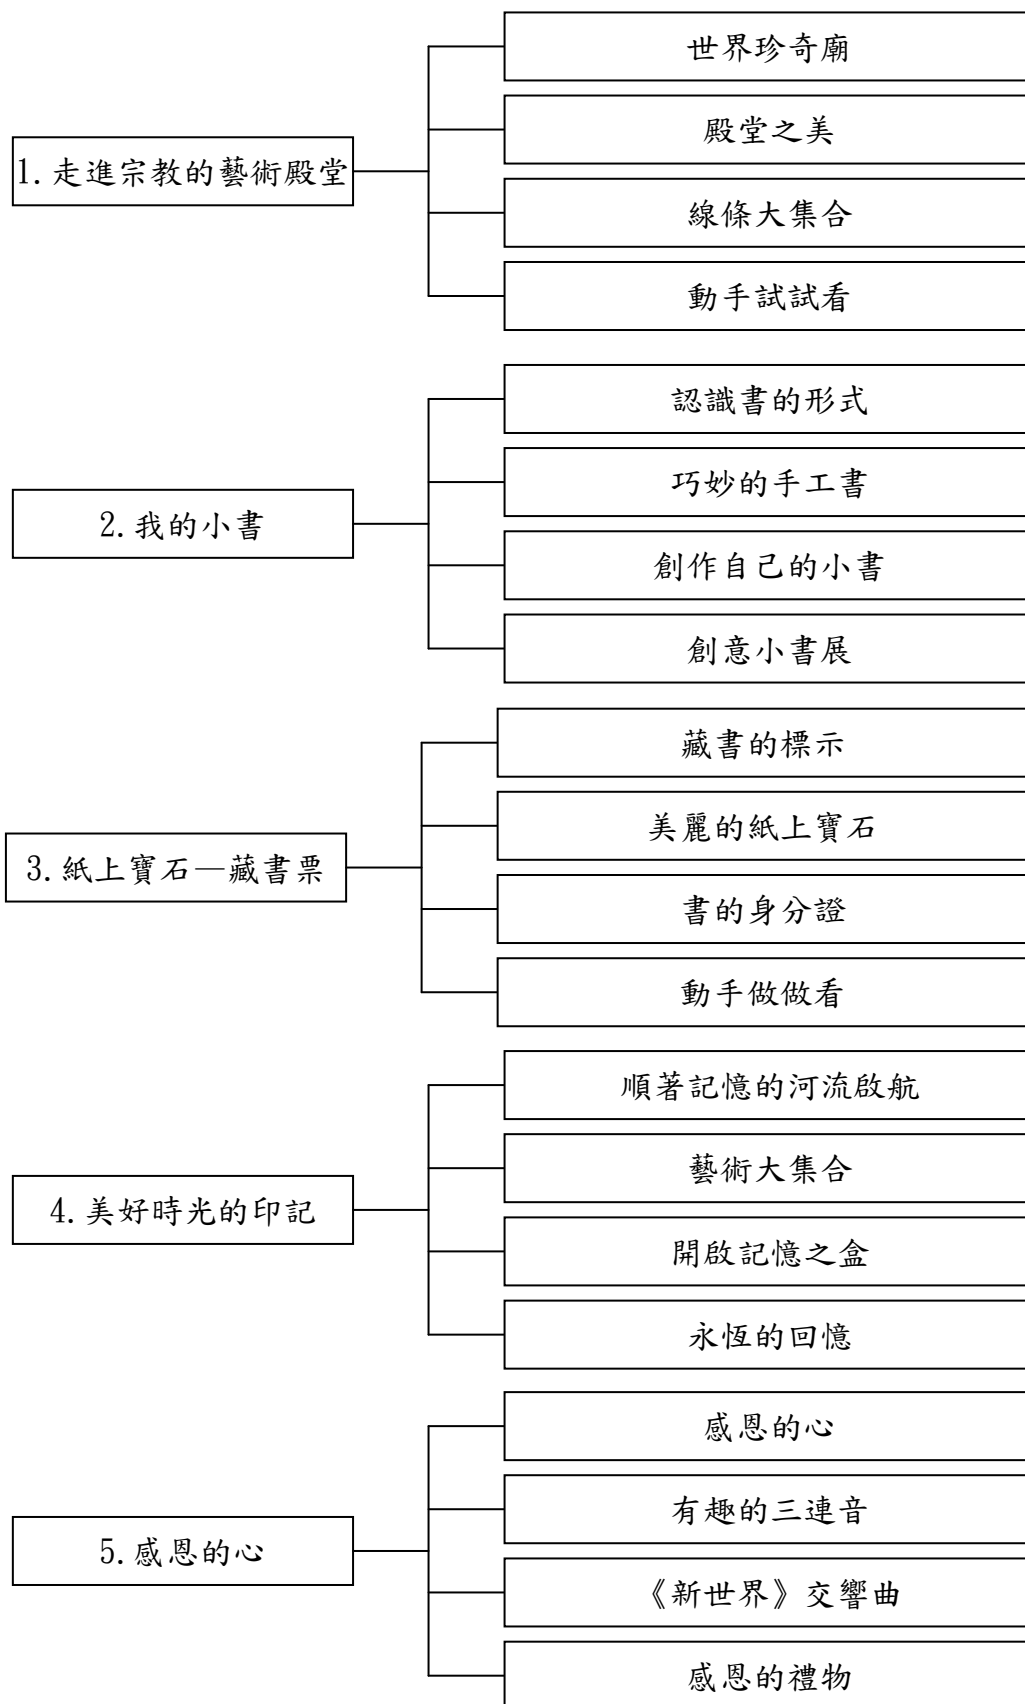 1.走進宗教的藝術殿堂
世界珍奇廟
殿堂之美
線條大集合
動手試試看
2.我的小書
認識書的形式
巧妙的手工書
創作自己的小書
創意小書展
3.紙上寶石—藏書票
藏書的標示
美麗的紙上寶石
書的身分證
動手做做看
4.美好時光的印記
順著記憶的河流啟航
藝術大集合
開啟記憶之盒
永恆的回憶
5.感恩的心
感恩的心
有趣的三連音
《新世界》交響曲
感恩的禮物